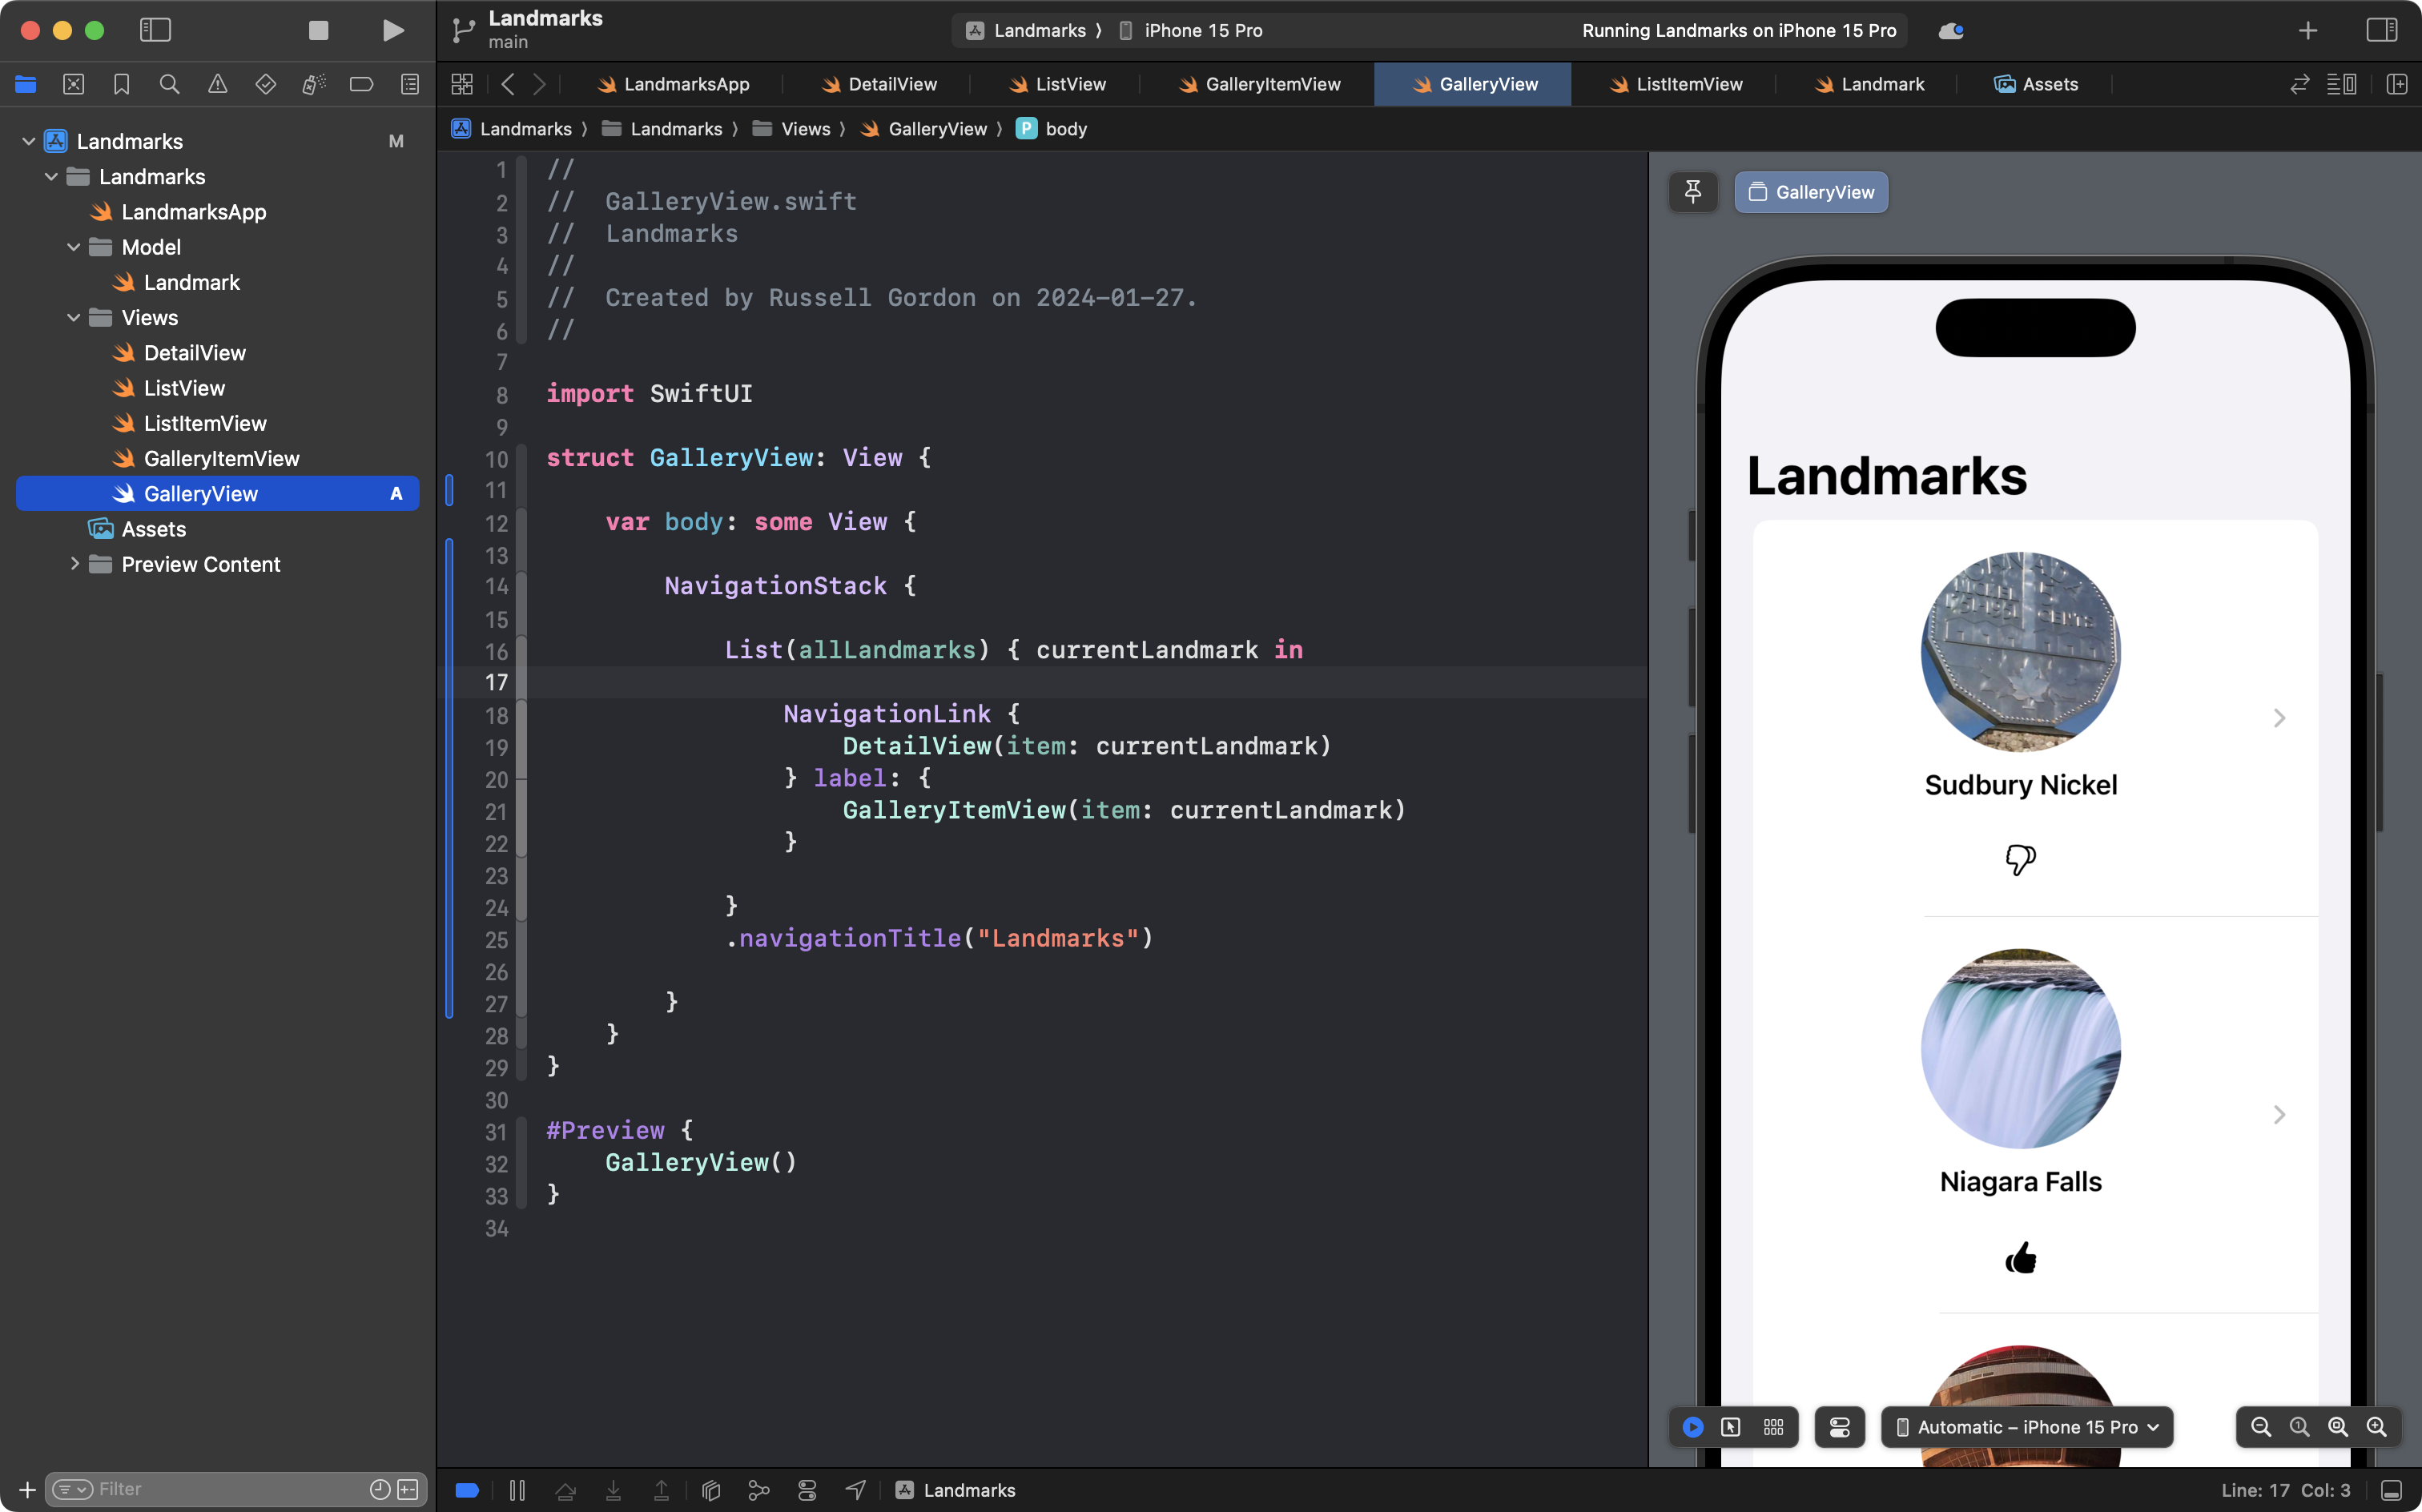 Landmarks
main
Landmarks 〉 iPhone 15 Pro
Running Landmarks on iPhone 15 Pro
LandmarksApp
DetailView
ListView
GalleryItemView
GalleryView
ListItemView
Landmark
Assets
Landmarks 〉 Landmarks 〉 Views 〉 GalleryView 〉 P body
Landmarks M
Landmarks
LandmarksApp
Model
Landmark
Views
DetailView
ListView
ListItemView
GalleryItemView
GalleryView A
Assets
Preview Content
Filter
1 //
2 //  GalleryView.swift
3 //  Landmarks
4 //
5 //  Created by Russell Gordon on 2024-01-27.
6 //
7
8 import SwiftUI
9
10 struct GalleryView: View {
11
12     var body: some View {
13
14         NavigationStack {
15
16             List(allLandmarks) { currentLandmark in
17
18                 NavigationLink {
19                     DetailView(item: currentLandmark)
20                 } label: {
21                     GalleryItemView(item: currentLandmark)
22                 }
23
24             }
25             .navigationTitle("Landmarks")
26
27         }
28     }
29 }
30
31 #Preview {
32     GalleryView()
33 }
34
GalleryView
Landmarks
Sudbury Nickel
Niagara Falls
Automatic – iPhone 15 Pro
Landmarks
Line: 17 Col: 3